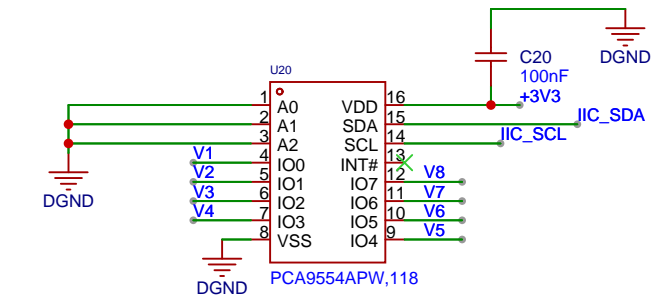 C20
100nF
+3V3
DGND
U20
1 A0 VDD 16
2 A1 SDA 15 IIC_SDA
3 A2 SCL 14 IIC_SCL
V1 4 IO0 INT# 13
V2 5 IO1 IO7 12 V8
V3 6 IO2 IO6 11 V7
V4 7 IO3 IO5 10 V6
8 VSS IO4 9 V5
DGND
DGND
PCA9554APW,118